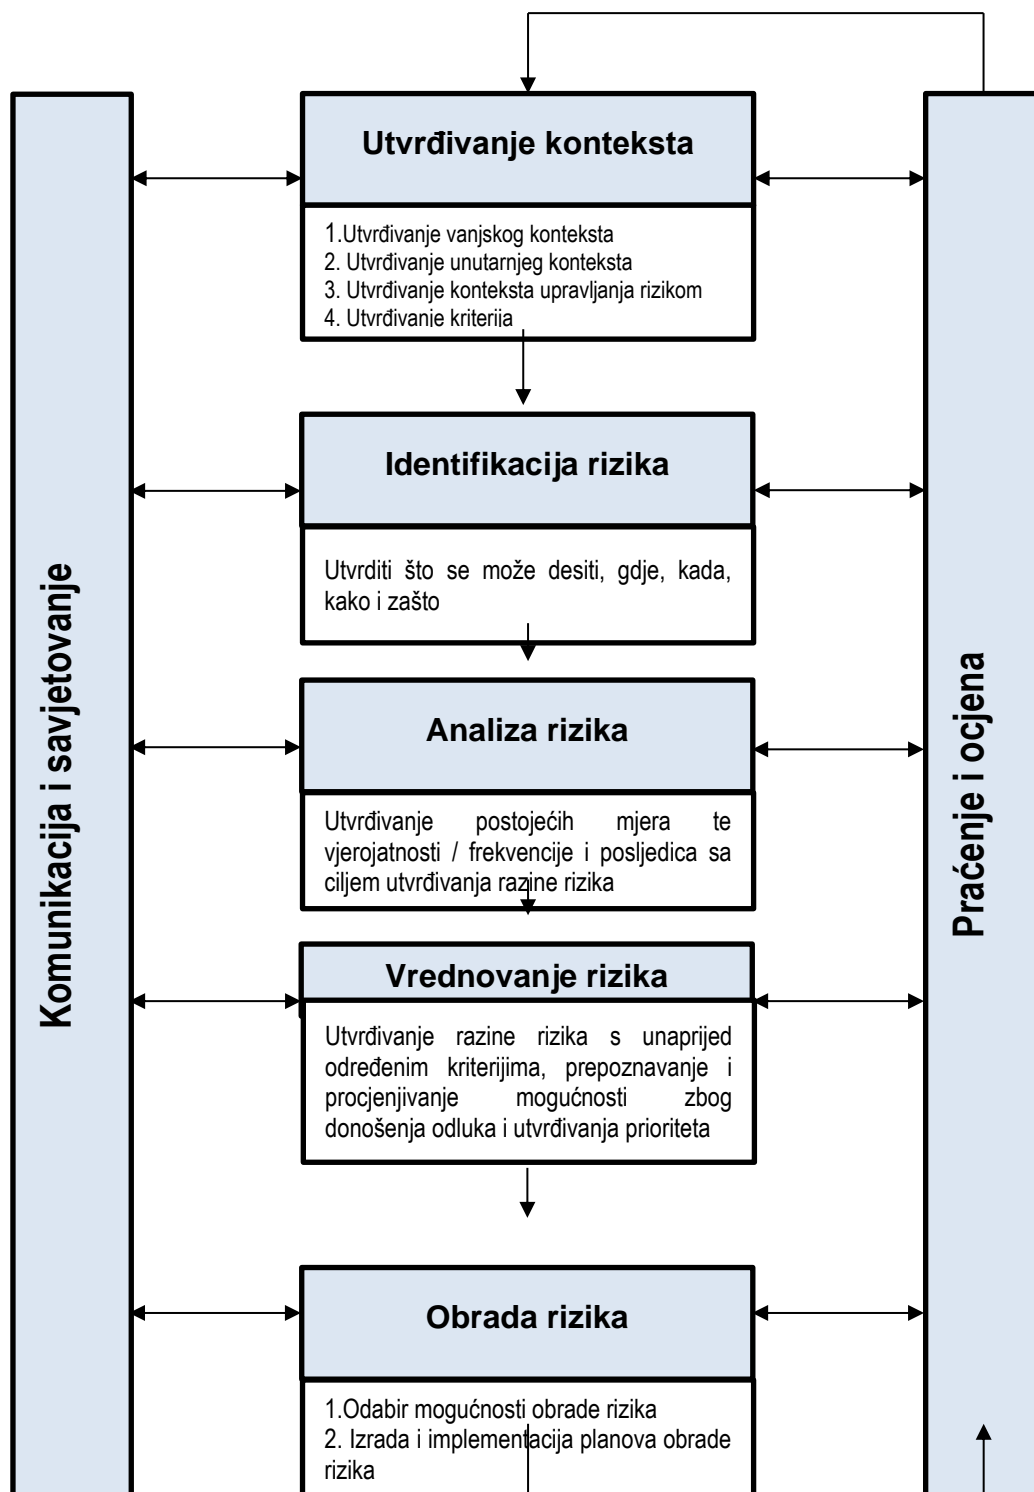 Utvrđivanje konteksta
1.Utvrđivanje vanjskog konteksta
2. Utvrđivanje unutarnjeg konteksta
3. Utvrđivanje konteksta upravljanja rizikom
4. Utvrđivanje kriterija
Identifikacija rizika
Utvrditi što se može desiti, gdje, kada,
kako i zašto
Analiza rizika
Utvrđivanje postojećih mjera te
vjerojatnosti / frekvencije i posljedica sa
ciljem utvrđivanja razine rizika
Vrednovanje rizika
Utvrđivanje razine rizika s unaprijed
određenim kriterijima, prepoznavanje i
procjenjivanje mogućnosti zbog
donošenja odluka i utvrđivanja prioriteta
Obrada rizika
1.Odabir mogućnosti obrade rizika
2. Izrada i implementacija planova obrade
rizika
Komunikacija i savjetovanje
Praćenje i ocjena